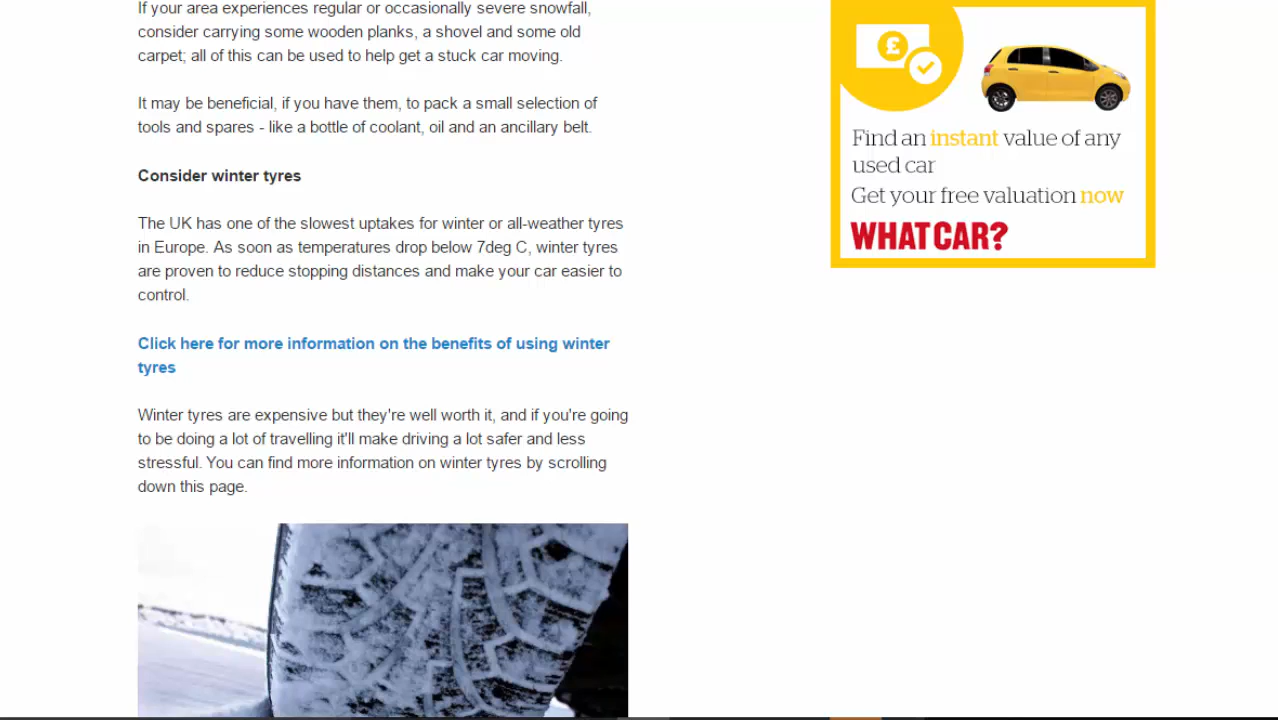 If your area experiences regular or occasionally severe snowfall,
consider carrying some wooden planks, a shovel and some old
carpet; all of this can be used to help get a stuck car moving.
It may be beneficial, if you have them, to pack a small selection of
tools and spares - like a bottle of coolant, oil and an ancillary belt.
Consider winter tyres
The UK has one of the slowest uptakes for winter or all-weather tyres
in Europe. As soon as temperatures drop below 7deg C, winter tyres
are proven to reduce stopping distances and make your car easier to
control.
Click here for more information on the benefits of using winter
tyres
Winter tyres are expensive but they're well worth it, and if you're going
to be doing a lot of travelling it'll make driving a lot safer and less
stressful. You can find more information on winter tyres by scrolling
down this page.
£
Find an instant value of any
used car
Get your free valuation now
WHAT CAR?